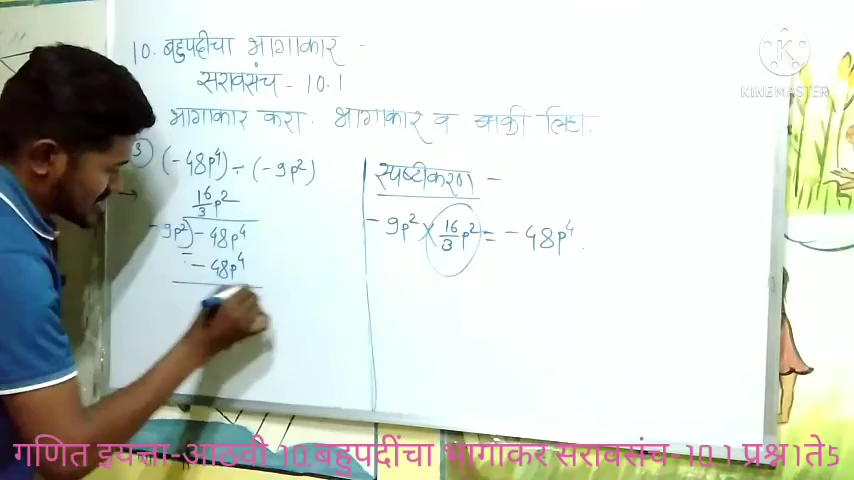 10. बहुपदीचा भागाकार -
सरावसंच - 10.1
भागाकार करा. भागाकार व बाकी लिहा.
3 (-48p⁴) ÷ (-9p²)
→ 16/3 p²
-9p²) -48p⁴
= -48p⁴
स्पष्टीकरण -
-9p² × 16/3 p² = -48p⁴.
KINEMASTER
गणित इयत्ता-आठवी 10.बहुपदींचा भागाकर सरावसंच-10.1 प्रश्न1ते5